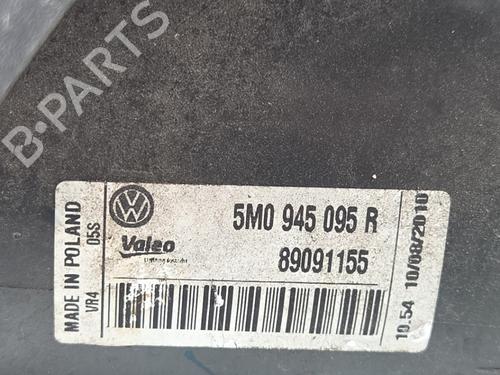 B-PARTS
MADE IN POLAND
05S
VR4
5M0 945 095 R
Valeo
89091155
10.54 10/08/2010